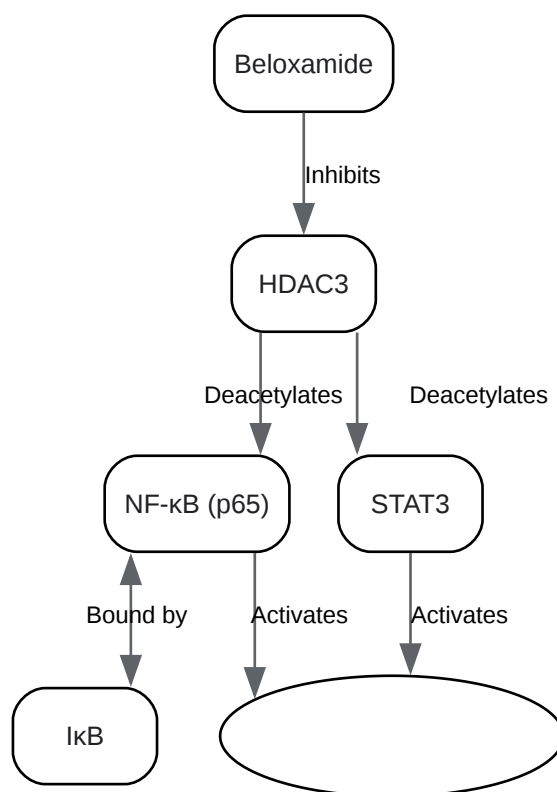 Beloxamide
Inhibits
HDAC3
Deacetylates
Deacetylates
NF-κB (p65)
STAT3
Bound by
Activates
Activates
IκB